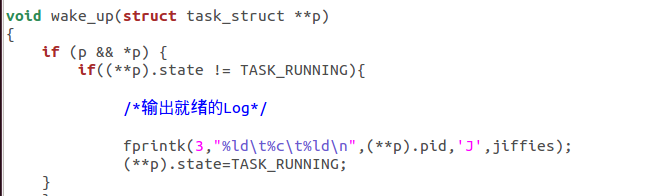 void wake_up(struct task_struct **p)
{
    if (p && *p) {
        if((**p).state != TASK_RUNNING){
            /*输出就绪的Log*/
            fprintk(3,"%ld\t%c\t%ld\n",(**p).pid,'J',jiffies);
            (**p).state=TASK_RUNNING;
    }